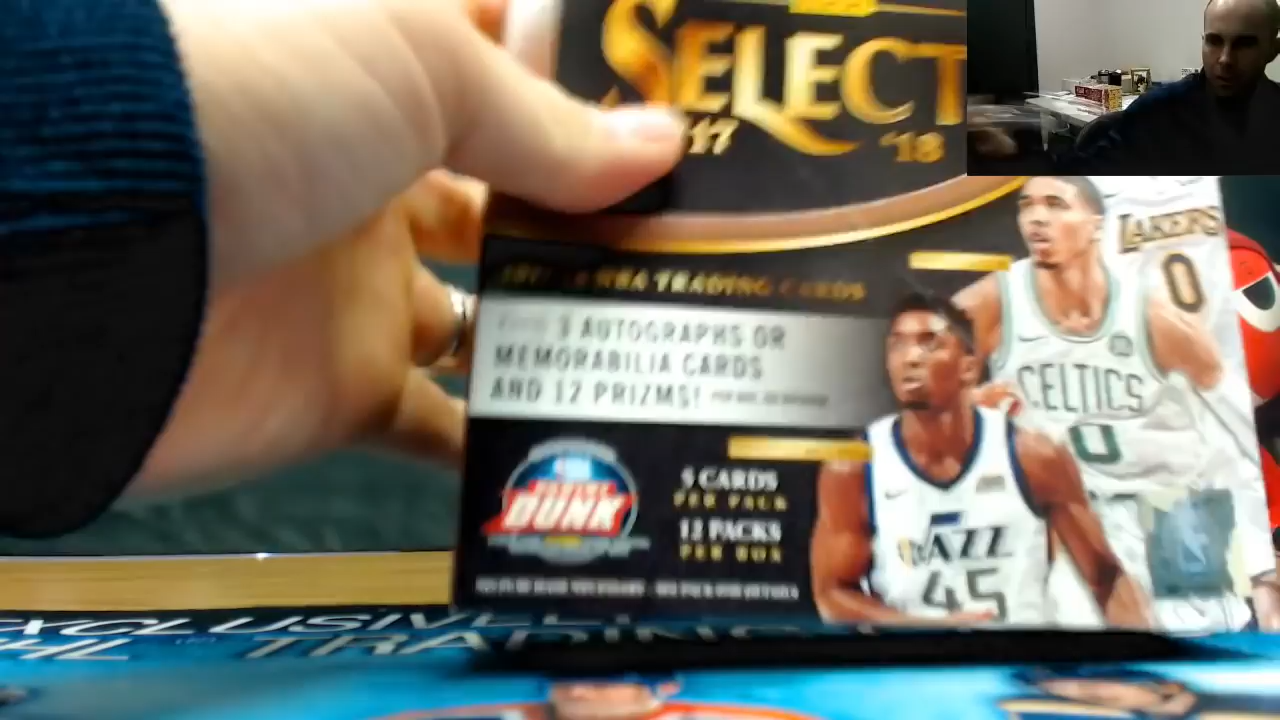 SELECT
17 '18
NBA TRADING CARDS
3 AUTOGRAPHS OR
MEMORABILIA CARDS
AND 12 PRIZMS!
DUNK
5 CARDS
PER PACK
12 PACKS
PER BOX
LAKERS
0
CELTICS
0
JAZZ
45
EXCLUSIVE
TRADING